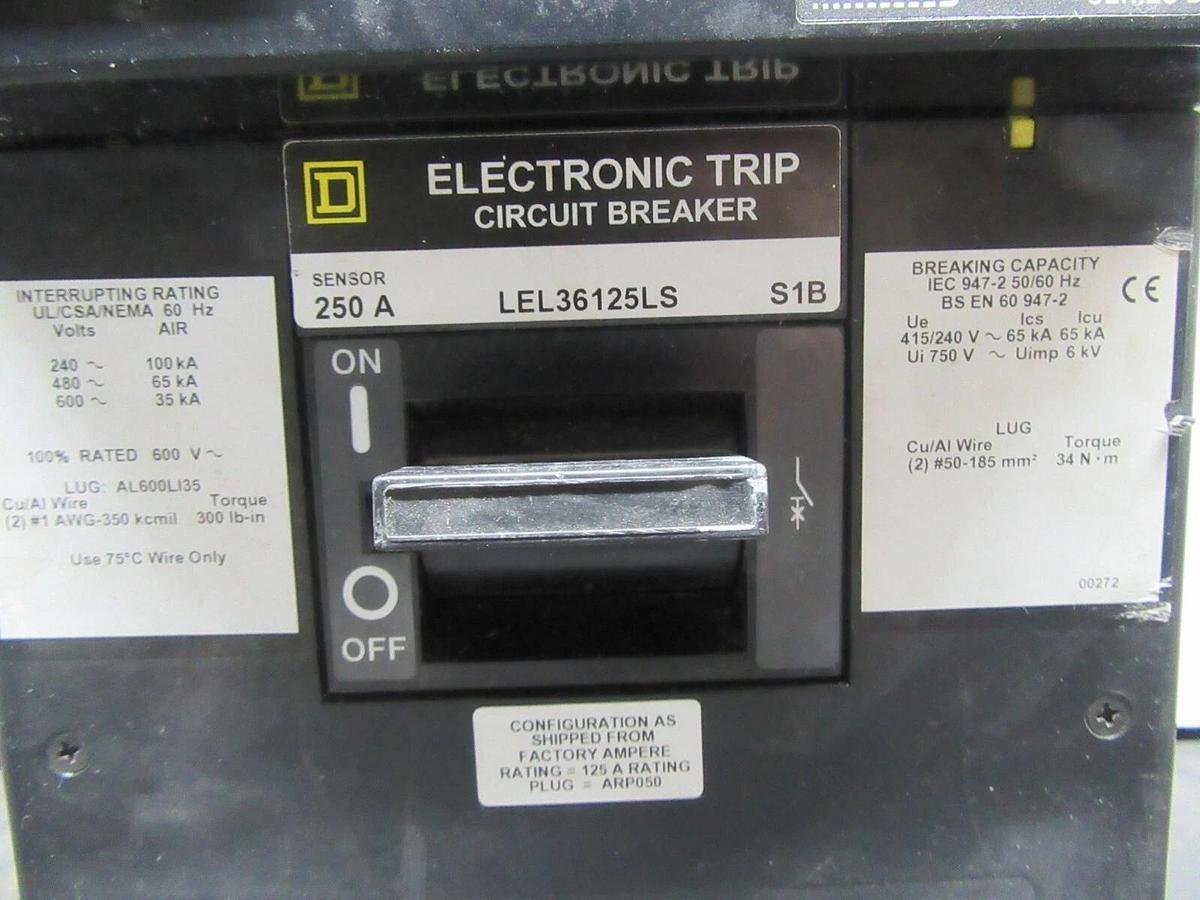 ELECTRONIC TRIP
CIRCUIT BREAKER
SENSOR
250 A LEL36125LS S1B
INTERRUPTING RATING
UL/CSA/NEMA 60 Hz
Volts AIR
240 ~ 100 kA
480 ~ 65 kA
600 ~ 35 kA
100% RATED 600 V ~
LUG: AL600LI35
Cu/Al Wire Torque
(2) #1 AWG-350 kcmil 300 lb-in
Use 75°C Wire Only
ON
OFF
BREAKING CAPACITY
IEC 947-2 50/60 Hz
BS EN 60 947-2
CE
Ue Ics Icu
415/240 V ~ 65 kA 65 kA
Ui 750 V ~ Uimp 6 kV
LUG
Cu/Al Wire Torque
(2) #50-185 mm² 34 N·m
00272
CONFIGURATION AS
SHIPPED FROM
FACTORY AMPERE
RATING = 125 A RATING
PLUG = ARP050